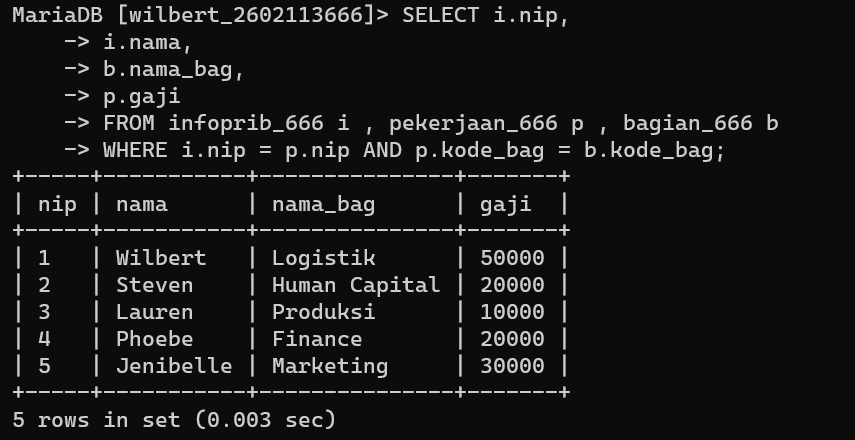 MariaDB [wilbert_2602113666]> SELECT i.nip,
    -> i.nama,
    -> b.nama_bag,
    -> p.gaji
    -> FROM infoprib_666 i , pekerjaan_666 p , bagian_666 b
    -> WHERE i.nip = p.nip AND p.kode_bag = b.kode_bag;
+-----+-----------+---------------+-------+
| nip | nama      | nama_bag      | gaji  |
+-----+-----------+---------------+-------+
| 1   | Wilbert   | Logistik      | 50000 |
| 2   | Steven    | Human Capital | 20000 |
| 3   | Lauren    | Produksi      | 10000 |
| 4   | Phoebe    | Finance       | 20000 |
| 5   | Jenibelle | Marketing     | 30000 |
+-----+-----------+---------------+-------+
5 rows in set (0.003 sec)